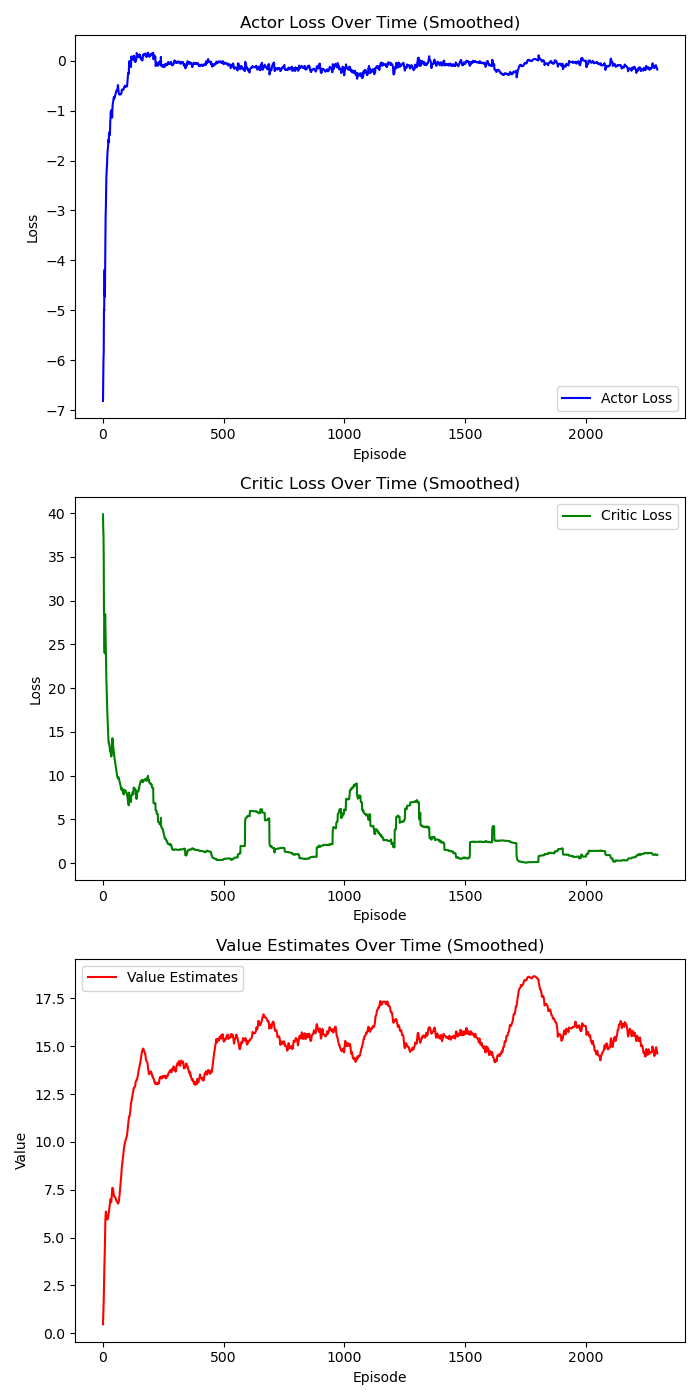 Actor Loss Over Time (Smoothed)
0
−1
−2
−3
−4
−5
−6
−7
Loss
Actor Loss
0 500 1000 1500 2000
Episode
Critic Loss Over Time (Smoothed)
40
35
30
25
20
15
10
5
0
Loss
Critic Loss
0 500 1000 1500 2000
Episode
Value Estimates Over Time (Smoothed)
Value Estimates
17.5
15.0
12.5
10.0
7.5
5.0
2.5
0.0
Value
0 500 1000 1500 2000
Episode